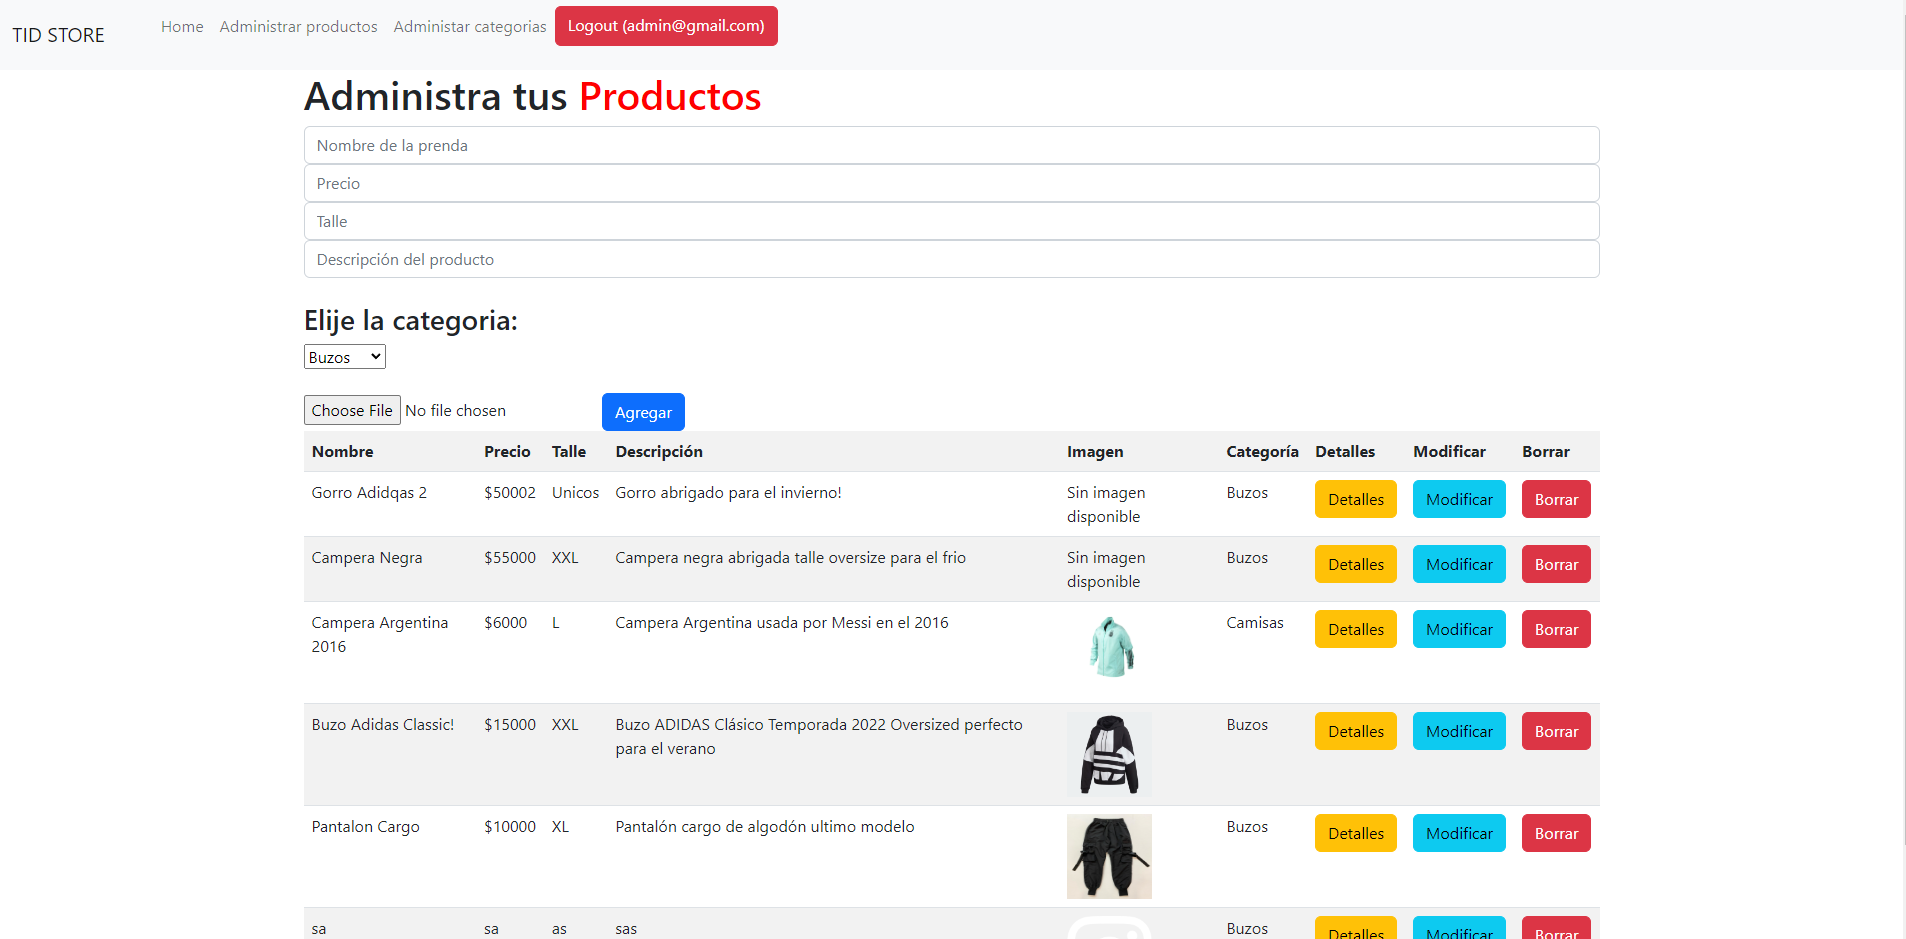 TID STORE
Home Administrar productos Administar categorias Logout (admin@gmail.com)
Administra tus Productos
Nombre de la prenda
Precio
Talle
Descripción del producto
Elije la categoria:
Buzos
Choose File No file chosen Agregar
Nombre Precio Talle Descripción Imagen Categoría Detalles Modificar Borrar
Gorro Adidqas 2 $50002 Unicos Gorro abrigado para el invierno! Sin imagen Buzos Detalles Modificar Borrar
disponible
Campera Negra $55000 XXL Campera negra abrigada talle oversize para el frio Sin imagen Buzos Detalles Modificar Borrar
disponible
Campera Argentina $6000 L Campera Argentina usada por Messi en el 2016 Camisas Detalles Modificar Borrar
2016
Buzo Adidas Classic! $15000 XXL Buzo ADIDAS Clásico Temporada 2022 Oversized perfecto Buzos Detalles Modificar Borrar
para el verano
Pantalon Cargo $10000 XL Pantalón cargo de algodón ultimo modelo Buzos Detalles Modificar Borrar
sa sa as sas Buzos Detalles Modificar Borrar